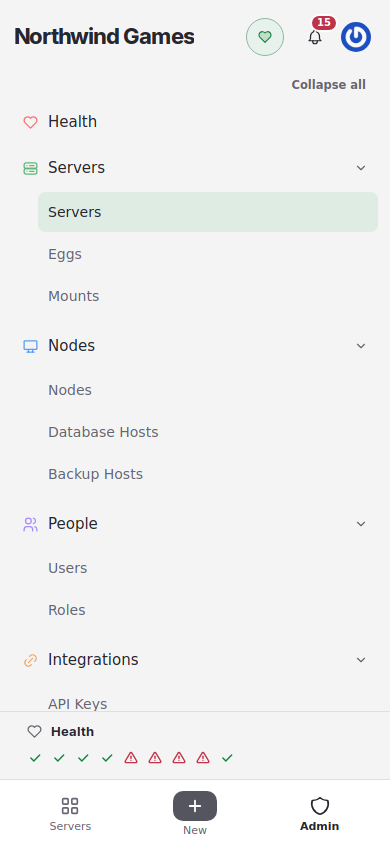 Northwind Games
15
Collapse all
Health
Servers
Servers
Eggs
Mounts
Nodes
Nodes
Database Hosts
Backup Hosts
People
Users
Roles
Integrations
API Keys
Health
Servers
New
Admin